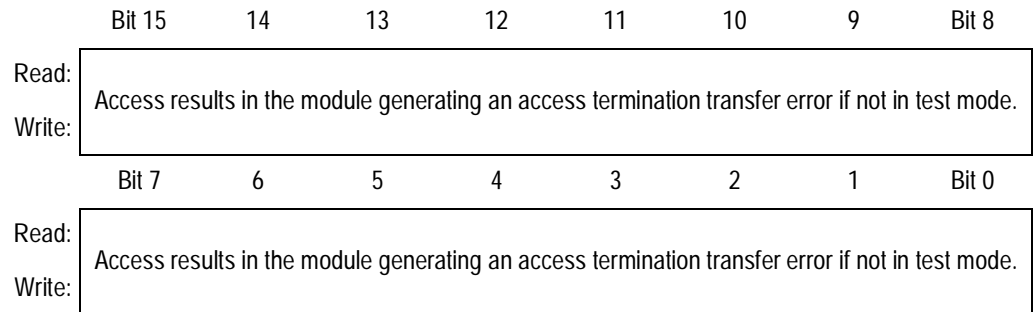 Bit 15 14 13 12 11 10 9 Bit 8
Read:
Access results in the module generating an access termination transfer error if not in test mode.
Write:
Bit 7 6 5 4 3 2 1 Bit 0
Read:
Access results in the module generating an access termination transfer error if not in test mode.
Write: